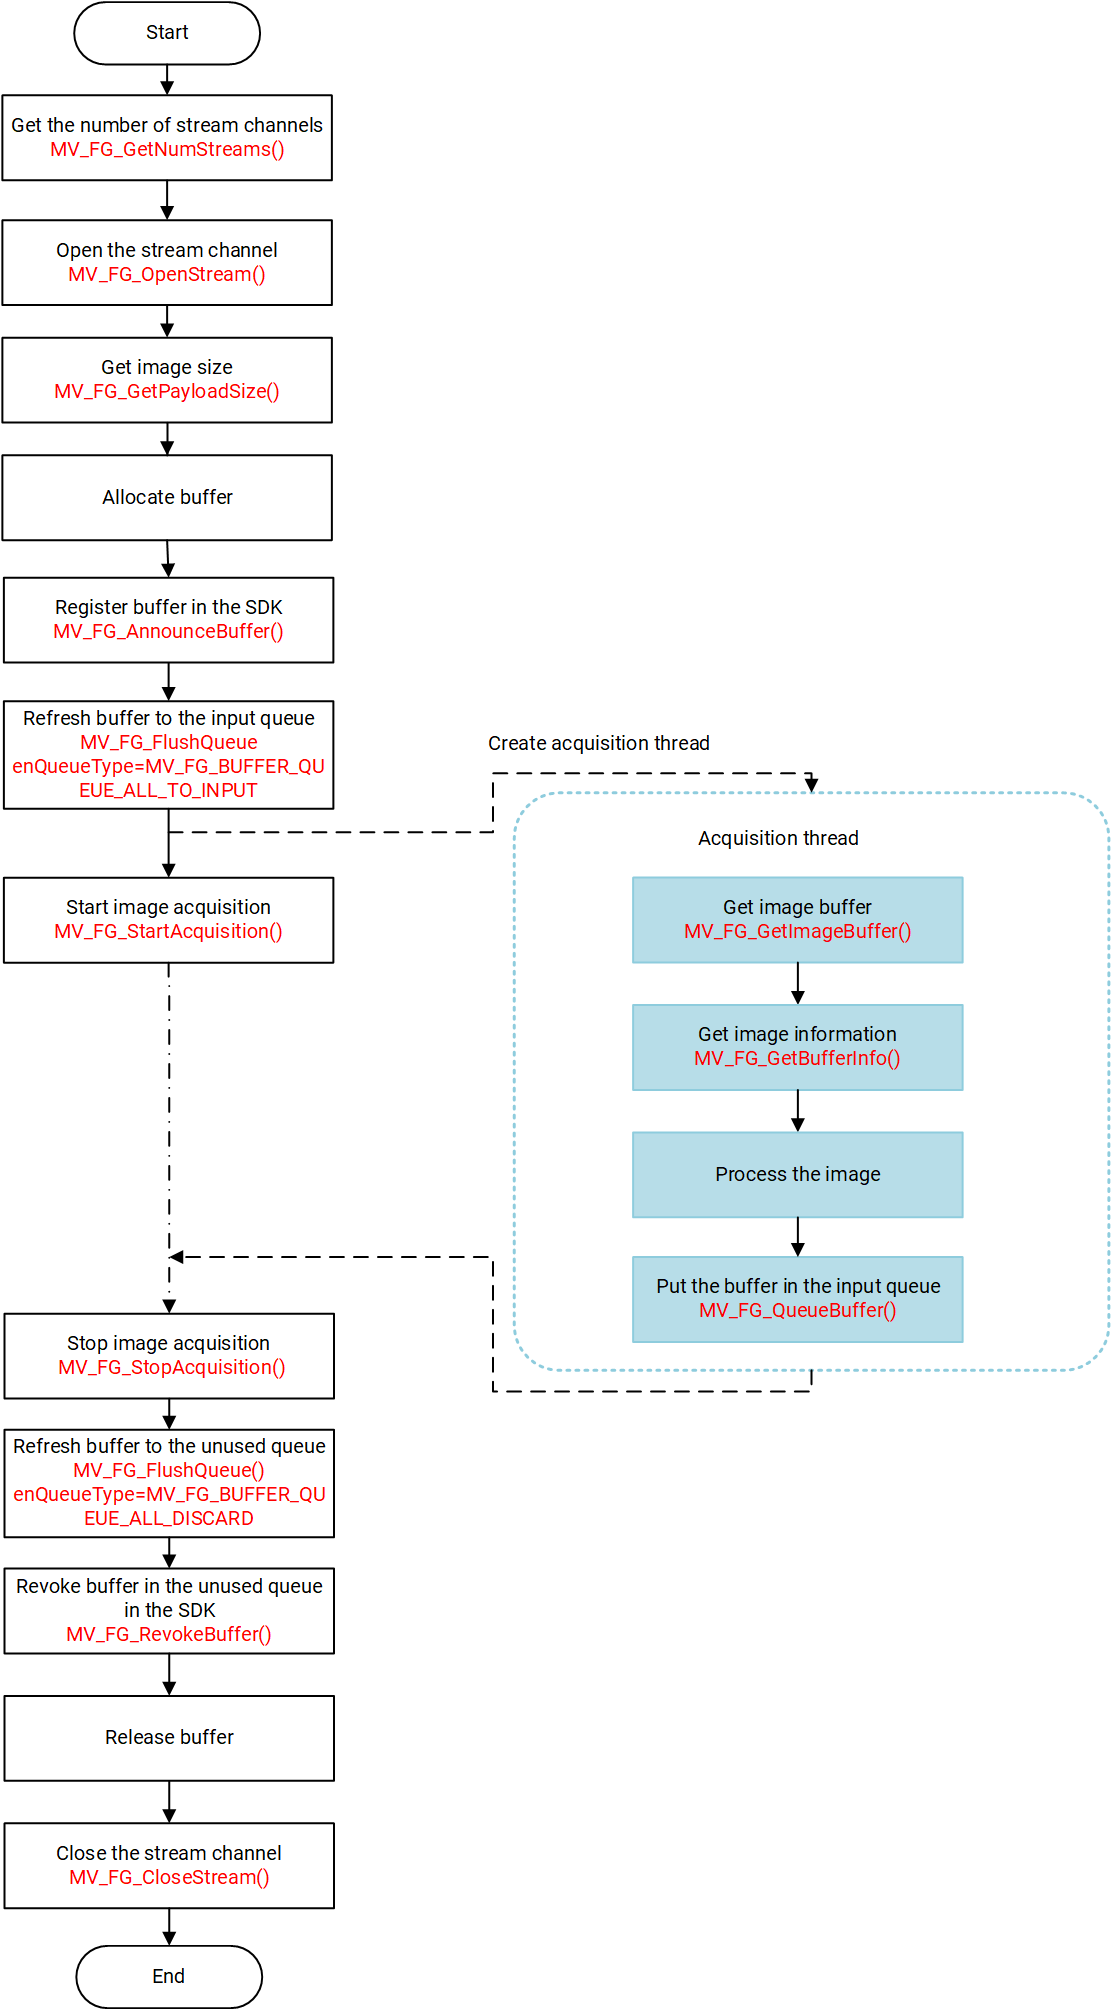 Start
Get the number of stream channels
MV_FG_GetNumStreams()
Open the stream channel
MV_FG_OpenStream()
Get image size
MV_FG_GetPayloadSize()
Allocate buffer
Register buffer in the SDK
MV_FG_AnnounceBuffer()
Refresh buffer to the input queue
MV_FG_FlushQueue
enQueueType=MV_FG_BUFFER_QU
EUE_ALL_TO_INPUT
Start image acquisition
MV_FG_StartAcquisition()
Create acquisition thread
Acquisition thread
Get image buffer
MV_FG_GetImageBuffer()
Get image information
MV_FG_GetBufferInfo()
Process the image
Put the buffer in the input queue
MV_FG_QueueBuffer()
Stop image acquisition
MV_FG_StopAcquisition()
Refresh buffer to the unused queue
MV_FG_FlushQueue()
enQueueType=MV_FG_BUFFER_QU
EUE_ALL_DISCARD
Revoke buffer in the unused queue
in the SDK
MV_FG_RevokeBuffer()
Release buffer
Close the stream channel
MV_FG_CloseStream()
End